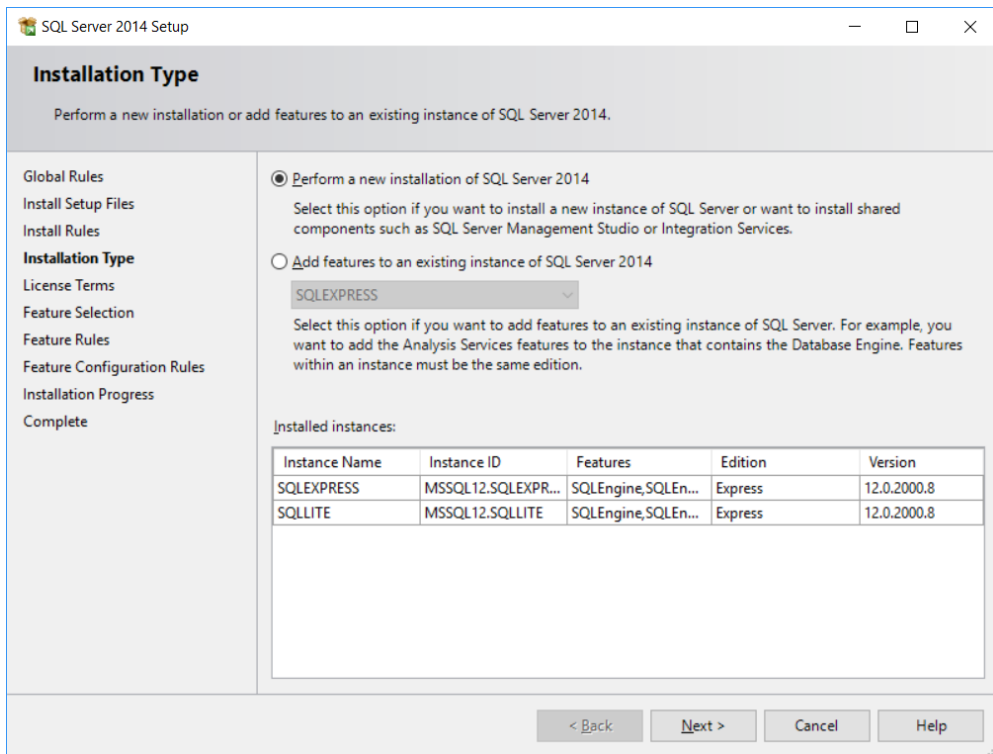 SQL Server 2014 Setup
Installation Type
Perform a new installation or add features to an existing instance of SQL Server 2014.
Global Rules
Install Setup Files
Install Rules
Installation Type
License Terms
Feature Selection
Feature Rules
Feature Configuration Rules
Installation Progress
Complete
Perform a new installation of SQL Server 2014
Select this option if you want to install a new instance of SQL Server or want to install shared
components such as SQL Server Management Studio or Integration Services.
Add features to an existing instance of SQL Server 2014
SQLEXPRESS
Select this option if you want to add features to an existing instance of SQL Server. For example, you
want to add the Analysis Services features to the instance that contains the Database Engine. Features
within an instance must be the same edition.
Installed instances:
Instance Name Instance ID Features Edition Version
SQLEXPRESS MSSQL12.SQLEXPR... SQLEngine,SQLEn... Express 12.0.2000.8
SQLLITE MSSQL12.SQLLITE SQLEngine,SQLEn... Express 12.0.2000.8
< Back Next > Cancel Help